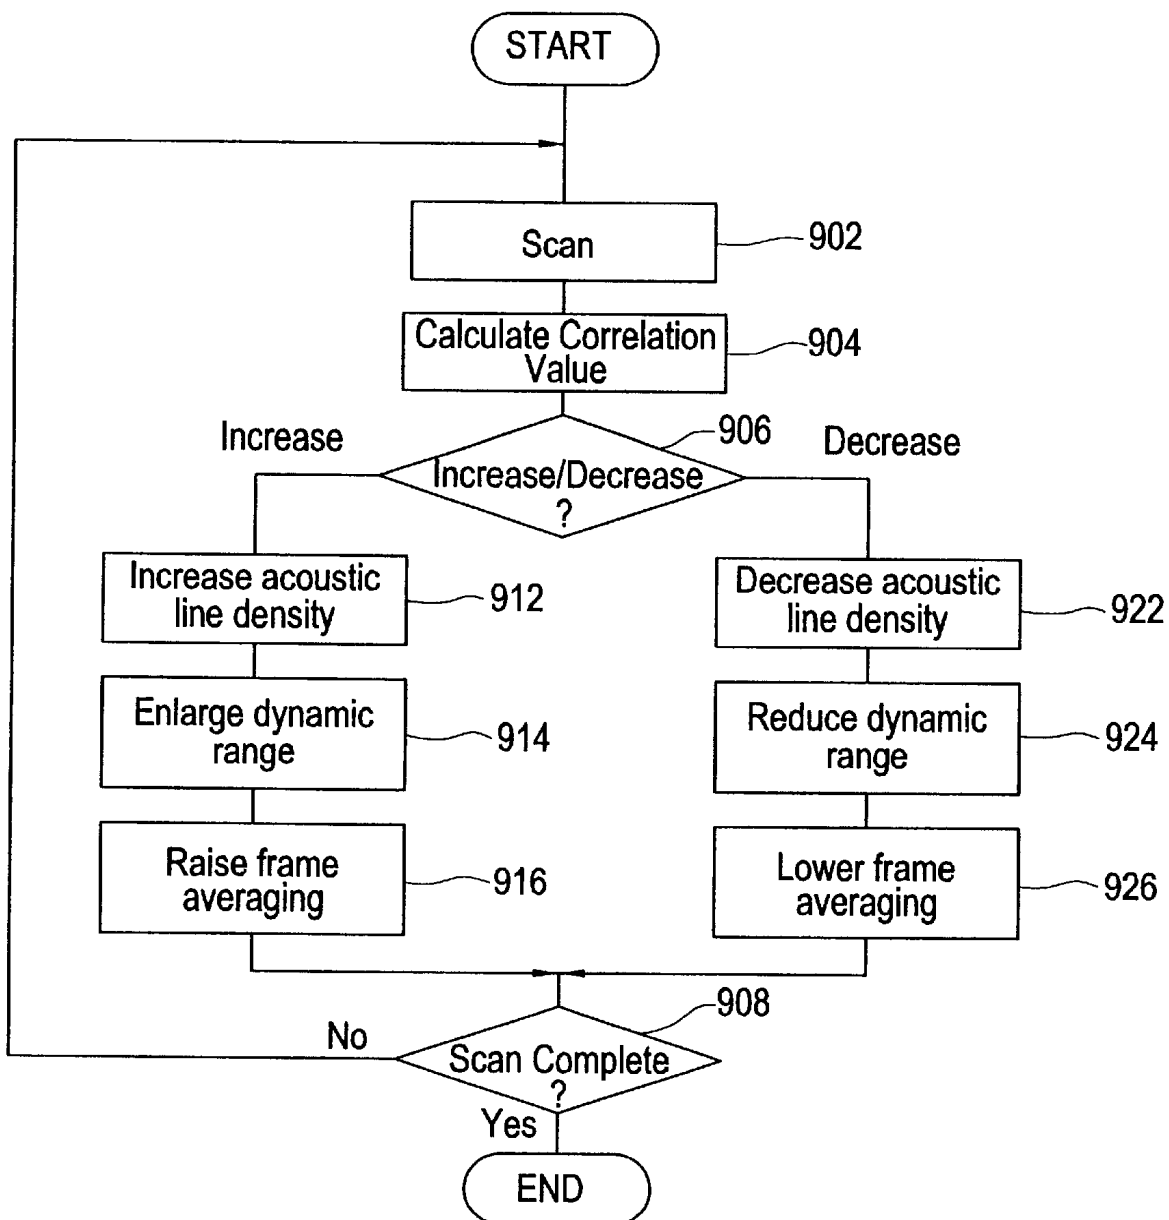 START
Scan
902
Calculate Correlation
Value
904
906
Increase
Decrease
Increase/Decrease
?
Increase acoustic
line density
912
Decrease acoustic
line density
922
Enlarge dynamic
range
914
Reduce dynamic
range
924
Raise frame
averaging
916
Lower frame
averaging
926
908
No
Scan Complete
?
Yes
END